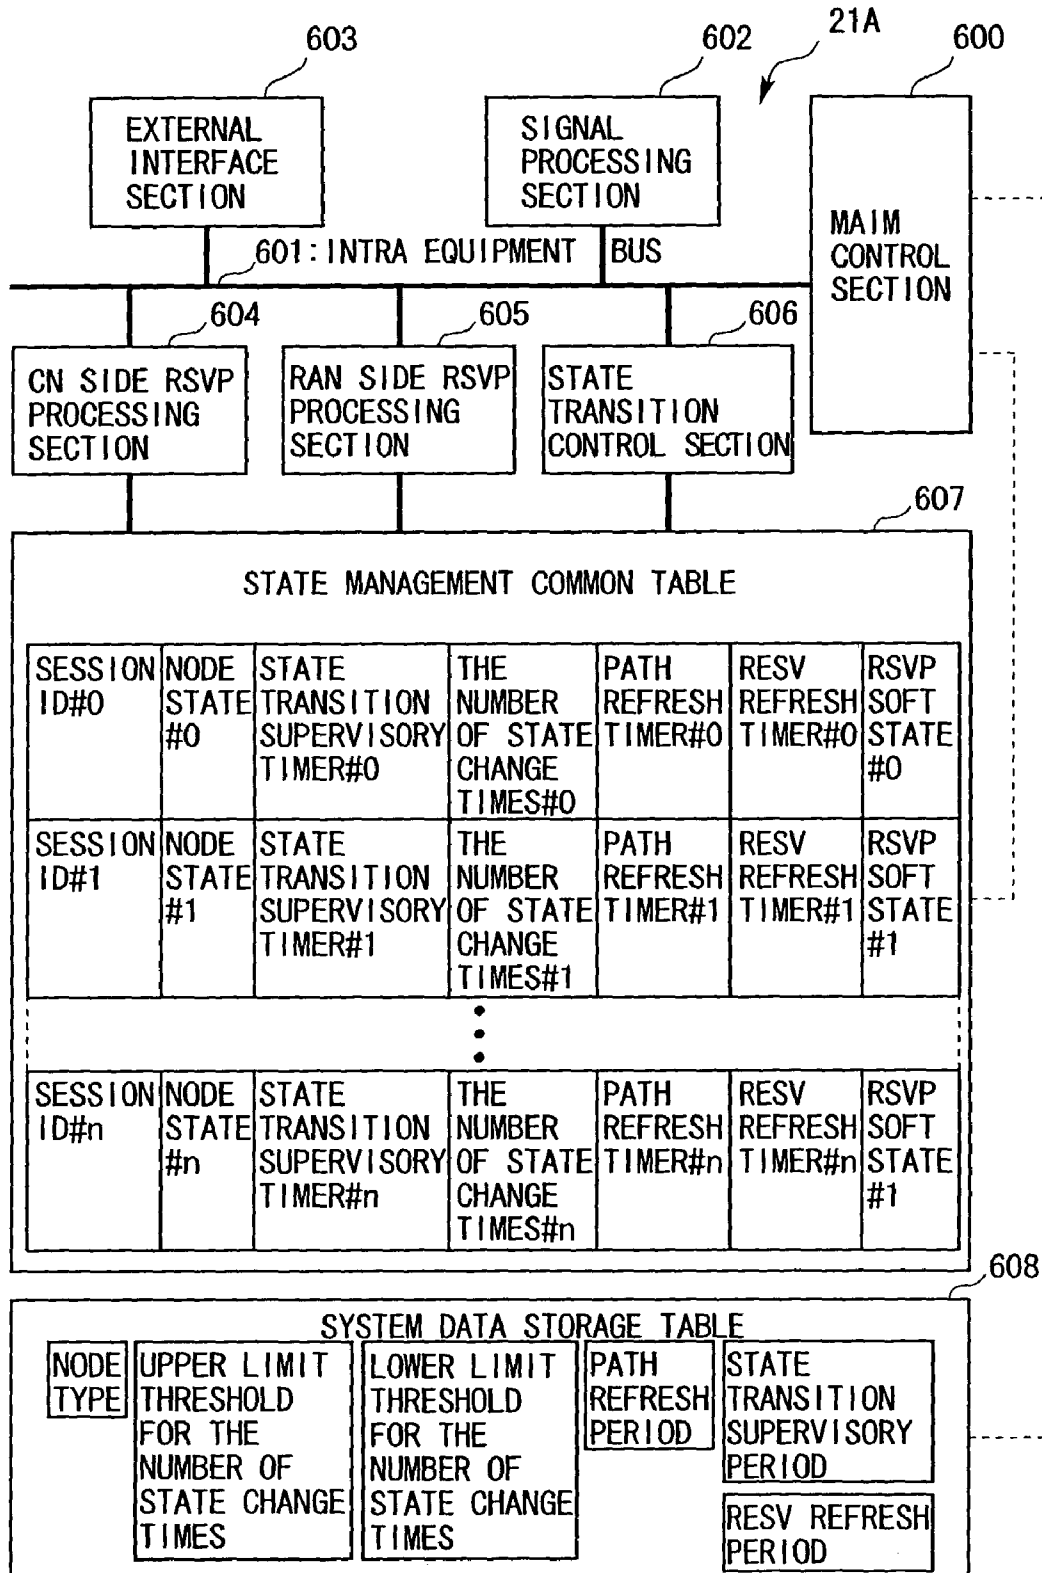 603
602
21A
600
EXTERNAL
INTERFACE
SECTION
SIGNAL
PROCESSING
SECTION
MAIM
CONTROL
SECTION
601:INTRA EQUIPMENT BUS
604
605
606
CN SIDE RSVP
PROCESSING
SECTION
RAN SIDE RSVP
PROCESSING
SECTION
STATE
TRANSITION
CONTROL SECTION
607
STATE MANAGEMENT COMMON TABLE
SESSION
ID#0
NODE
STATE
#0
STATE
TRANSITION
SUPERVISORY
TIMER#0
THE
NUMBER
OF STATE
CHANGE
TIMES#0
PATH
REFRESH
TIMER#0
RESV
REFRESH
TIMER#0
RSVP
SOFT
STATE
#0
SESSION
ID#1
NODE
STATE
#1
STATE
TRANSITION
SUPERVISORY
TIMER#1
THE
NUMBER
OF STATE
CHANGE
TIMES#1
PATH
REFRESH
TIMER#1
RESV
REFRESH
TIMER#1
RSVP
SOFT
STATE
#1
SESSION
ID#n
NODE
STATE
#n
STATE
TRANSITION
SUPERVISORY
TIMER#n
THE
NUMBER
OF STATE
CHANGE
TIMES#n
PATH
REFRESH
TIMER#n
RESV
REFRESH
TIMER#n
RSVP
SOFT
STATE
#1
608
SYSTEM DATA STORAGE TABLE
NODE
TYPE
UPPER LIMIT
THRESHOLD
FOR THE
NUMBER OF
STATE CHANGE
TIMES
LOWER LIMIT
THRESHOLD
FOR THE
NUMBER OF
STATE CHANGE
TIMES
PATH
REFRESH
PERIOD
STATE
TRANSITION
SUPERVISORY
PERIOD
RESV REFRESH
PERIOD